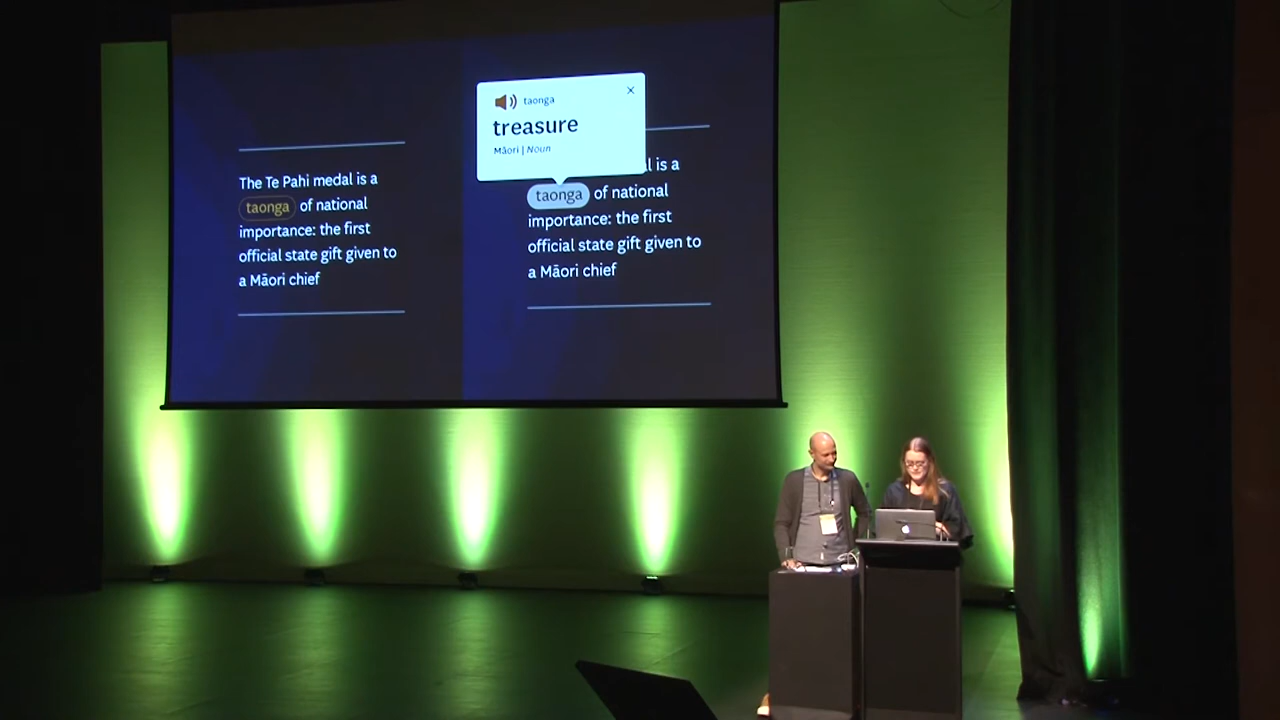 The Te Pahi medal is a
taonga of national
importance: the first
official state gift given to
a Māori chief
taonga
treasure
Māori | Noun
l is a
taonga of national
importance: the first
official state gift given to
a Māori chief